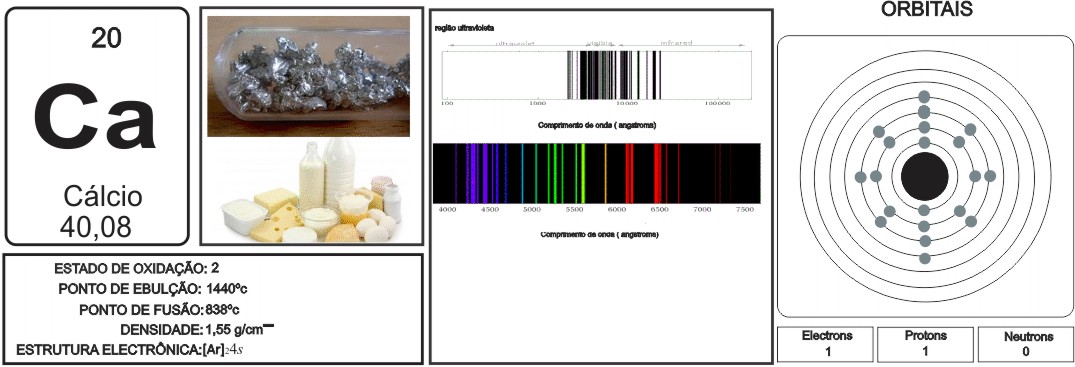 20
Ca
Cálcio
40,08
ESTADO DE OXIDAÇÃO: 2
PONTO DE EBULÇÃO: 1440ºc
PONTO DE FUSÃO:838ºc
DENSIDADE:1,55 g/cm
ESTRUTURA ELECTRÔNICA:[Ar]24s
região ultravioleta
ultraviolet visible infrared
100 1000 10000 100000
Comprimento de onda ( angstroms)
4000 4500 5000 5500 6000 6500 7000 7500
Comprimento de onda ( angstroms)
ORBITAIS
Electrons Protons Neutrons
1 1 0